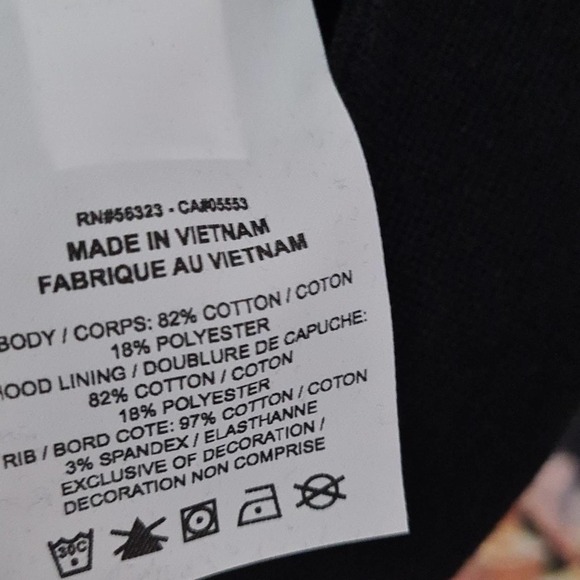 RN#56323 - CA#05553
MADE IN VIETNAM
FABRIQUE AU VIETNAM
BODY / CORPS: 82% COTTON / COTON
18% POLYESTER
HOOD LINING / DOUBLURE DE CAPUCHE:
82% COTTON / COTON
18% POLYESTER
RIB / BORD COTE: 97% COTTON / COTON
3% SPANDEX / ELASTHANNE
EXCLUSIVE OF DECORATION /
DECORATION NON COMPRISE